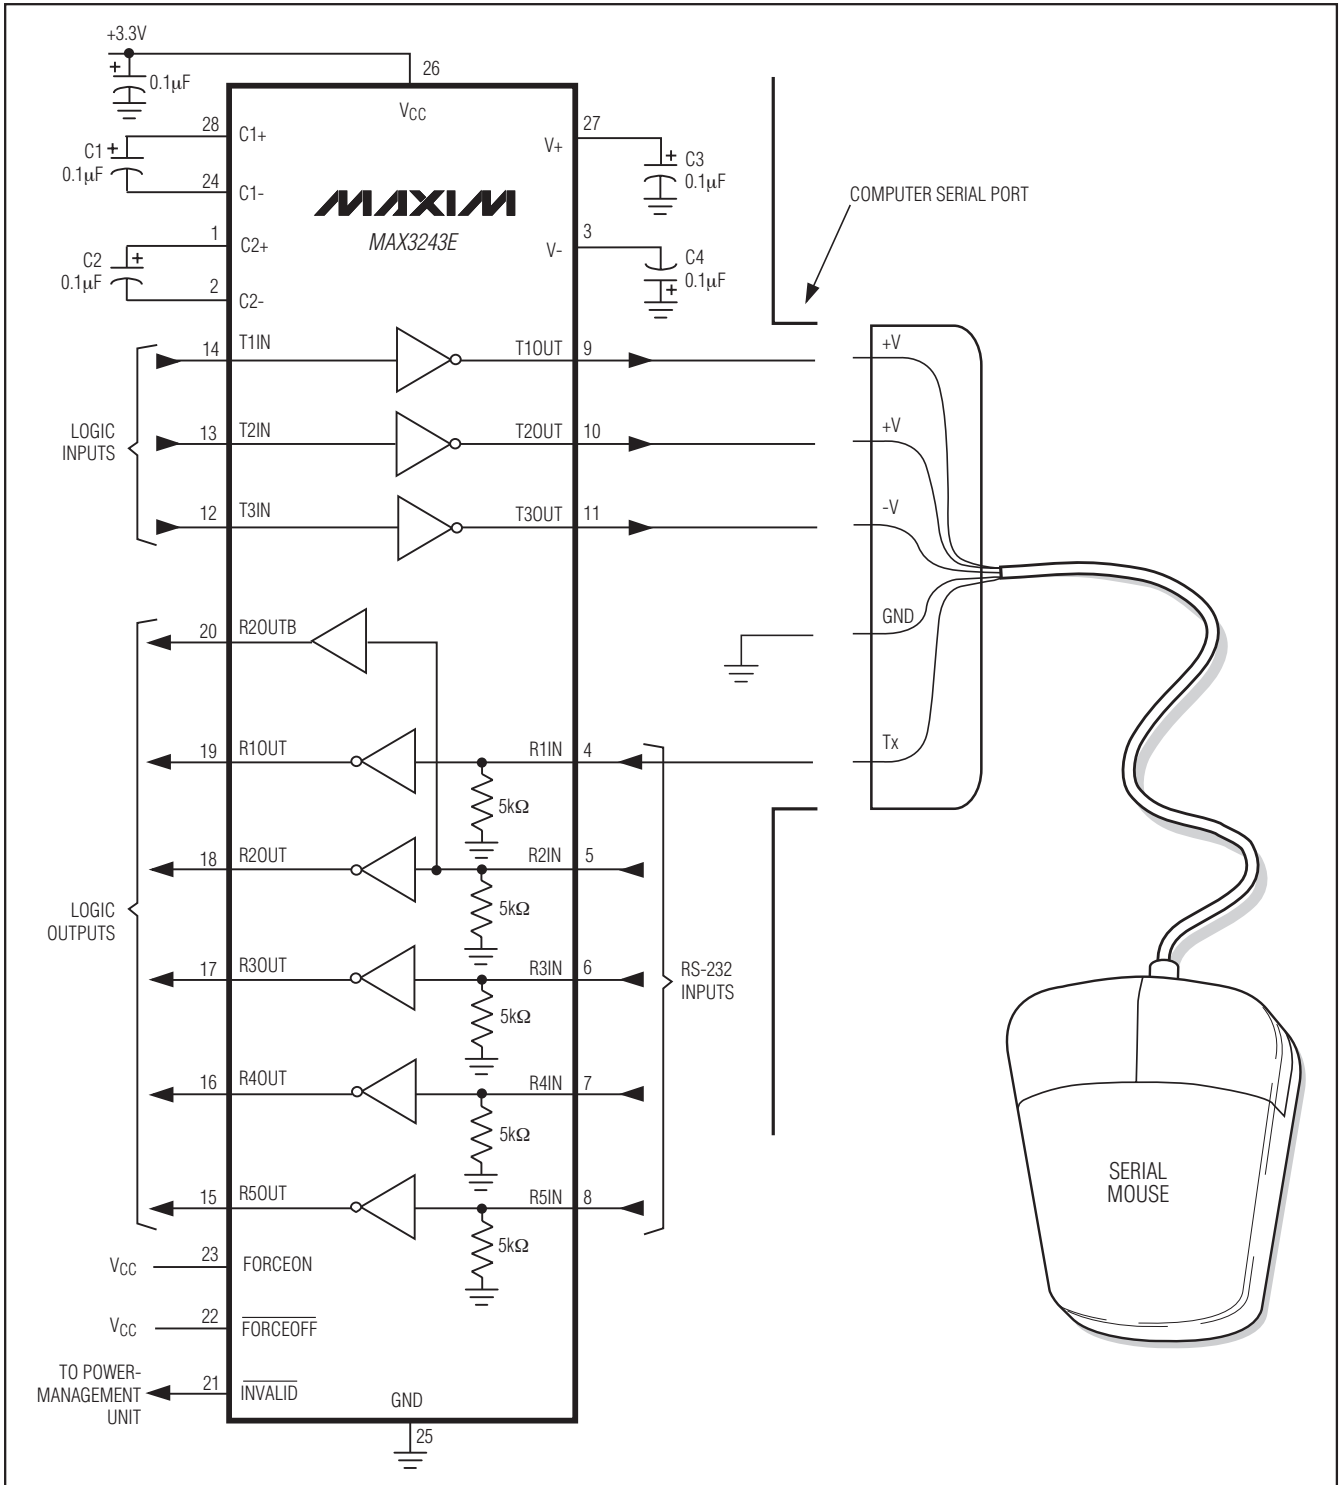 +3.3V
0.1µF
26
VCC
28
C1+
C1
0.1µF
24
C1-
1
C2+
C2
0.1µF
2
C2-
27
V+
C3
0.1µF
3
V-
C4
0.1µF
MAXIM
MAX3243E
COMPUTER SERIAL PORT
LOGIC
INPUTS
14
T1IN
T1OUT
9
+V
13
T2IN
T2OUT
10
+V
12
T3IN
T3OUT
11
-V
GND
Tx
LOGIC
OUTPUTS
20
R2OUTB
19
R1OUT
R1IN
4
5kΩ
18
R2OUT
R2IN
5
5kΩ
17
R3OUT
R3IN
6
5kΩ
16
R4OUT
R4IN
7
5kΩ
15
R5OUT
R5IN
8
5kΩ
RS-232
INPUTS
VCC
23
FORCEON
VCC
22
FORCEOFF
TO POWER-
MANAGEMENT
UNIT
21
INVALID
GND
25
SERIAL
MOUSE